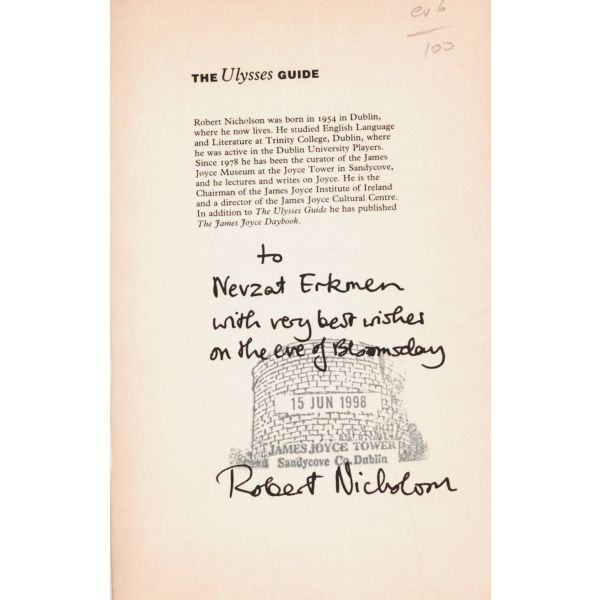 ev 6
100
THE Ulysses GUIDE
Robert Nicholson was born in 1954 in Dublin,
where he now lives. He studied English Language
and Literature at Trinity College, Dublin, where
he was active in the Dublin University Players.
Since 1978 he has been the curator of the James
Joyce Museum at the Joyce Tower in Sandycove,
and he lectures and writes on Joyce. He is the
Chairman of the James Joyce Institute of Ireland
and a director of the James Joyce Cultural Centre.
In addition to The Ulysses Guide he has published
The James Joyce Daybook.
to
Nevzat Erkmen
with very best wishes
on the eve of Bloomsday
15 JUN 1998
JAMES JOYCE TOWER
Sandycove Co. Dublin
Robert Nicholson